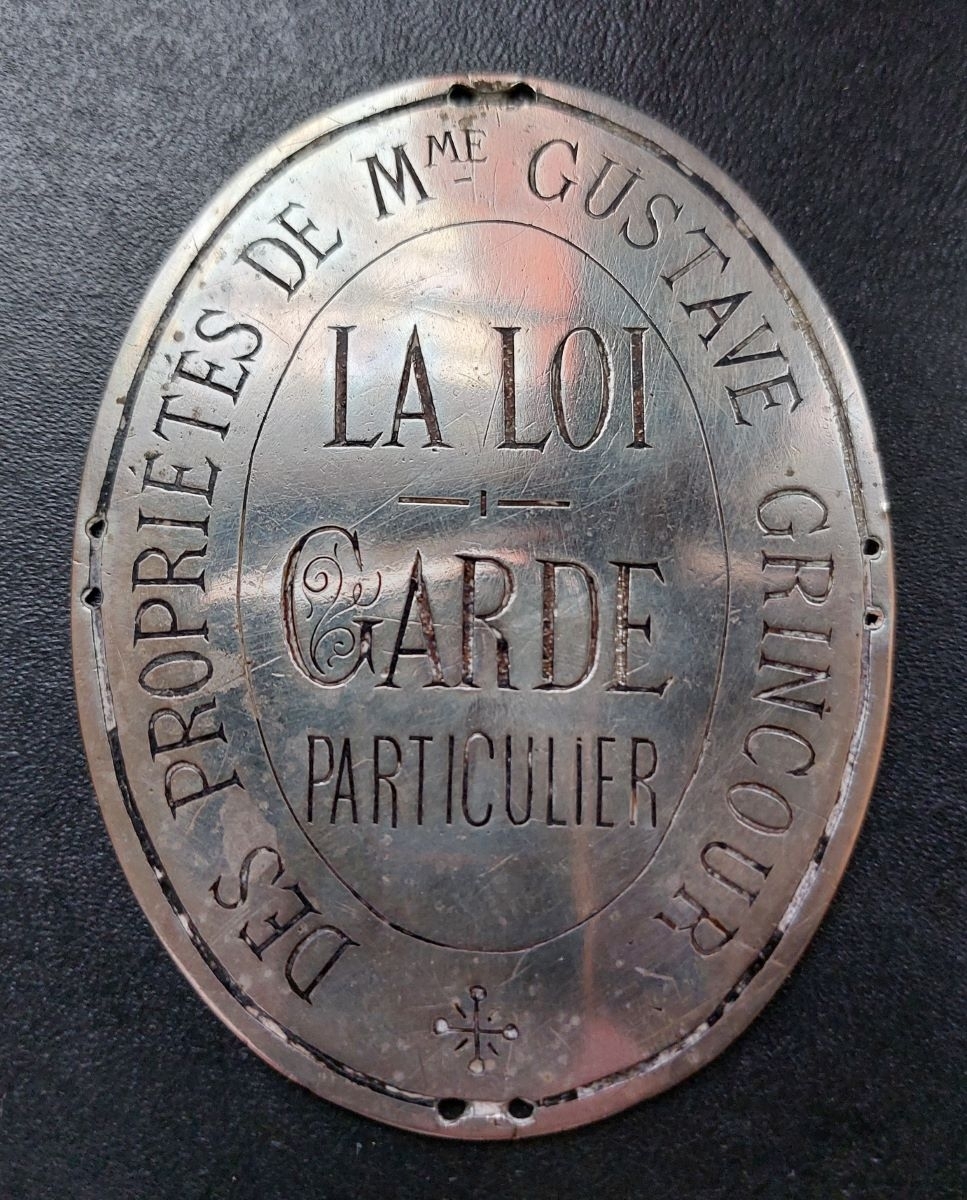 DES PROPRIÉTÉS DE MME GUSTAVE GRINCOUR
LA LOI
GARDE
PARTICULIER